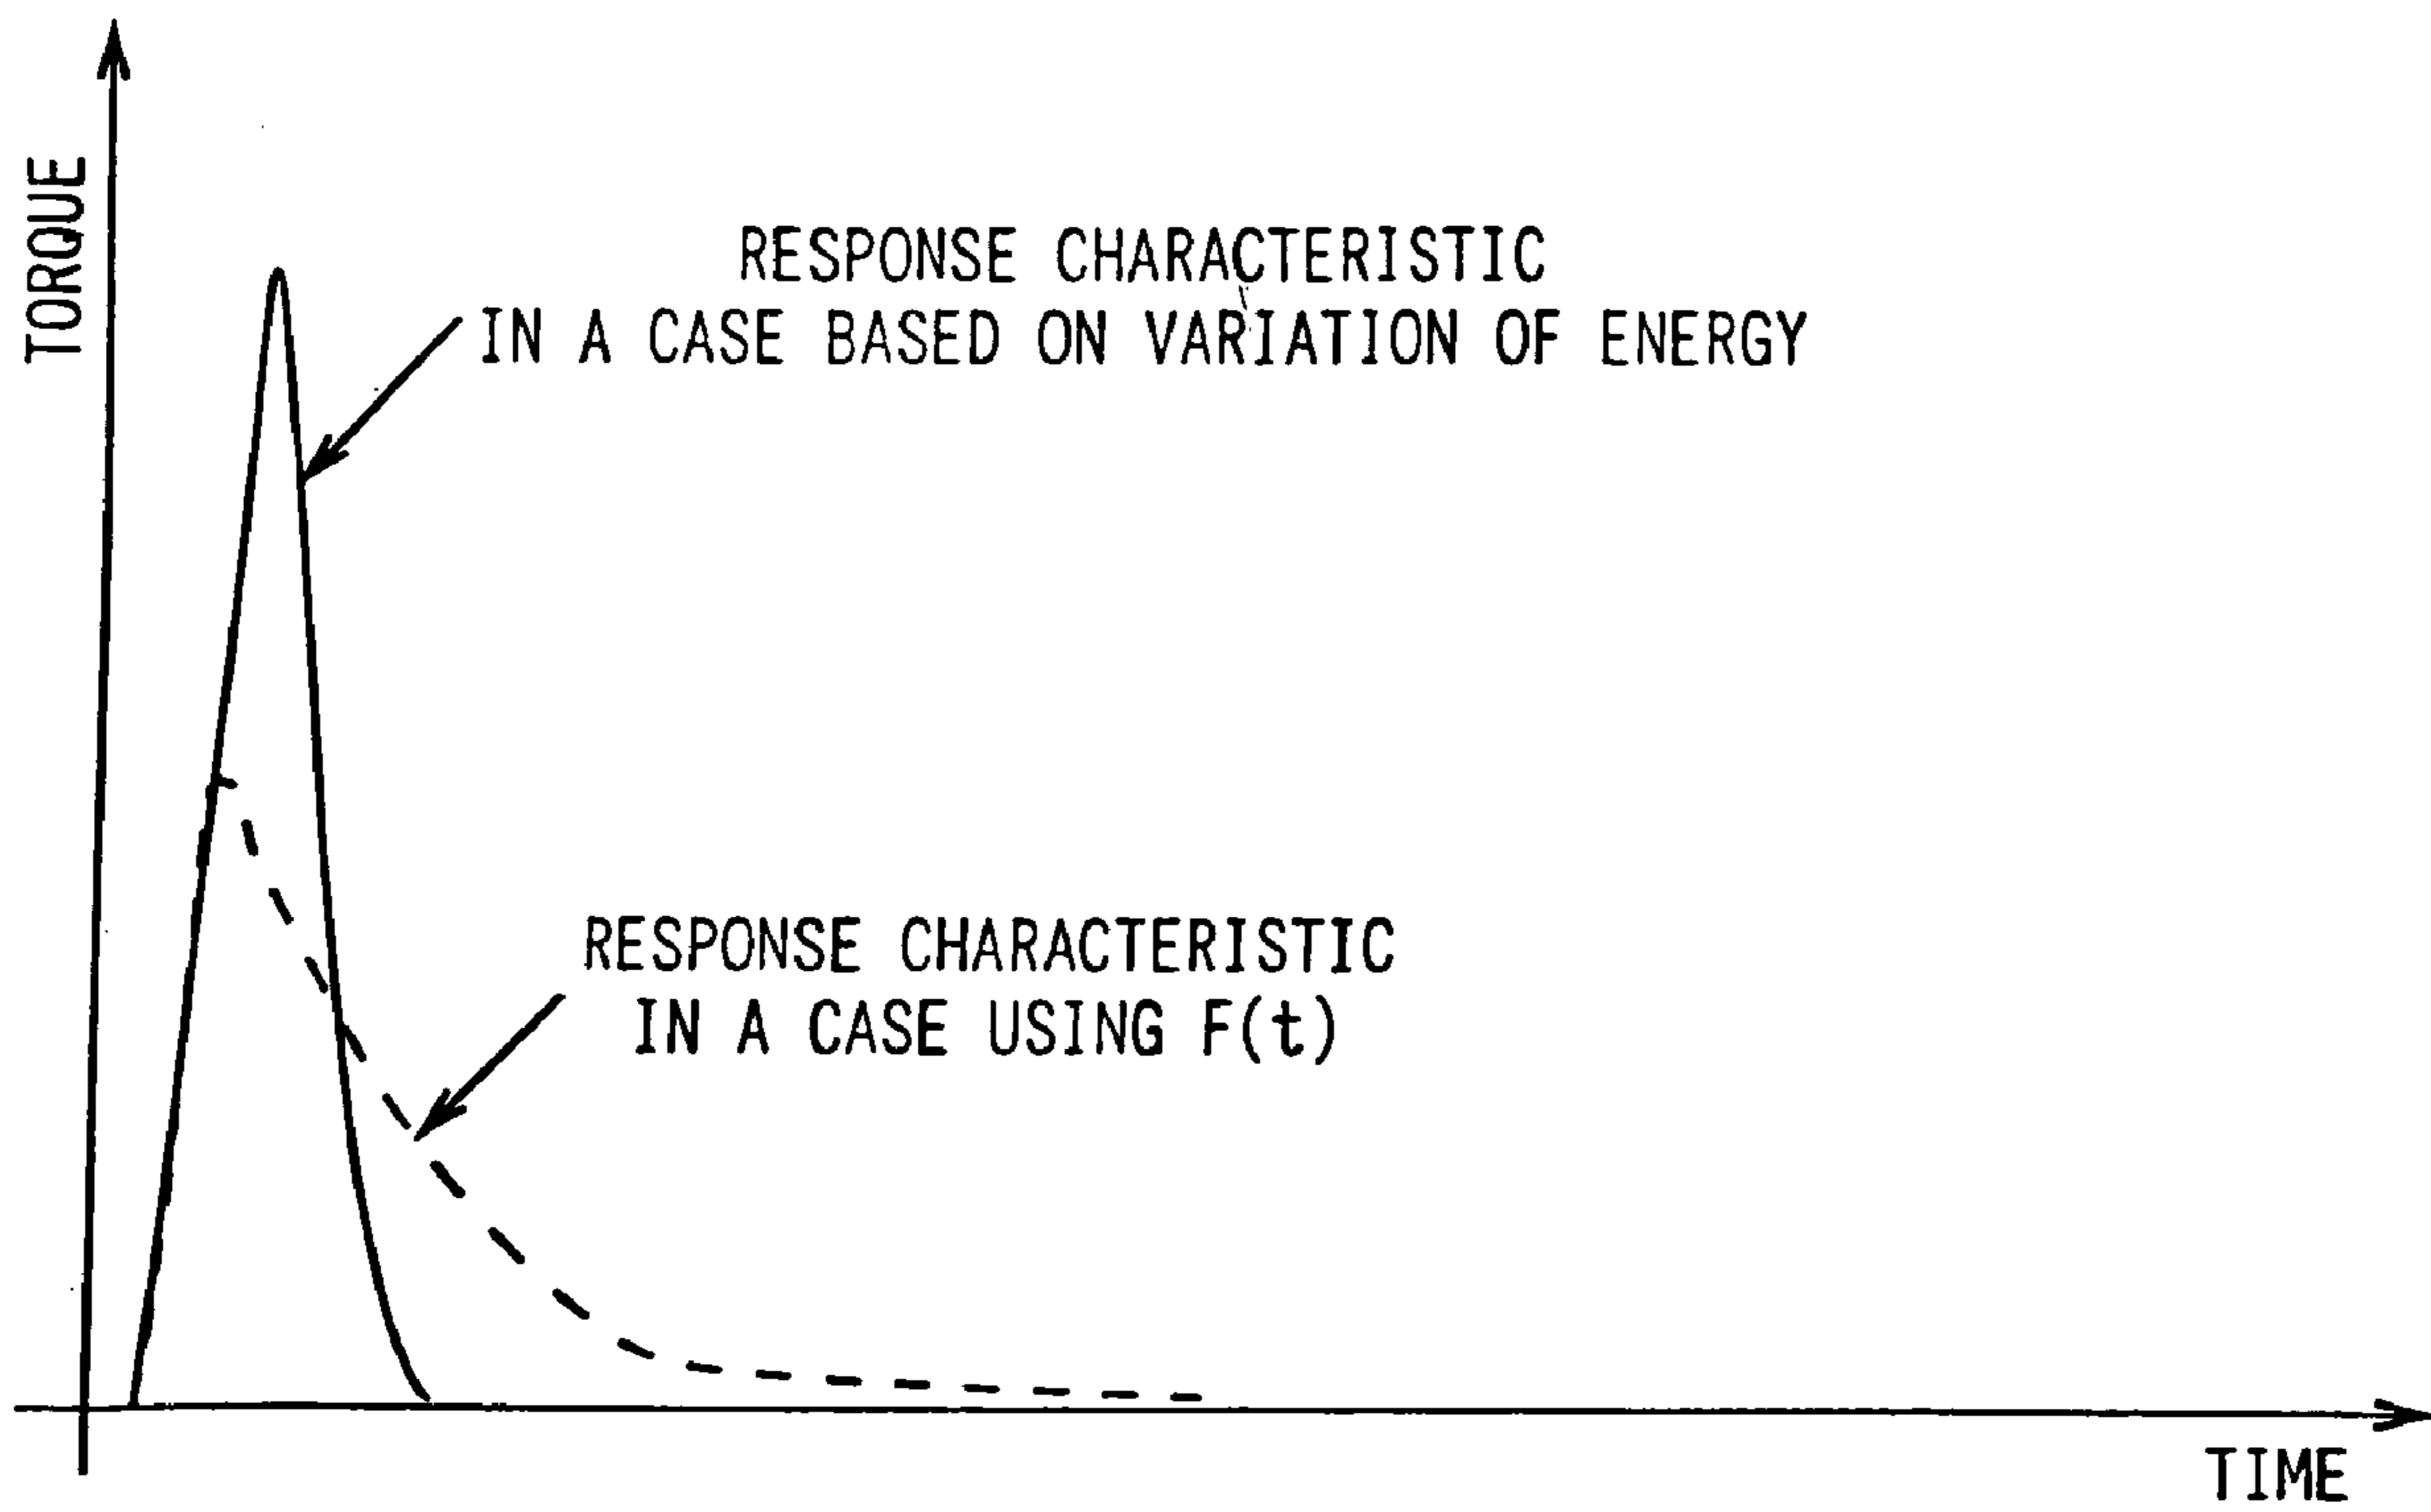 TORQUE
RESPONSE CHARACTERISTIC
IN A CASE BASED ON VARIATION OF ENERGY
RESPONSE CHARACTERISTIC
IN A CASE USING F(t)
TIME